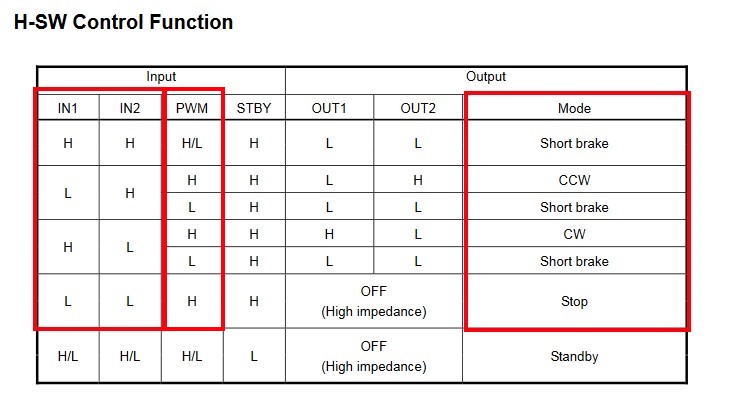 H-SW Control Function
Input Output
IN1 IN2 PWM STBY OUT1 OUT2 Mode
H H H/L H L L Short brake
L H H H L H CCW
L H L L Short brake
H L H H H L CW
L H L L Short brake
L L H H OFF
(High impedance) Stop
H/L H/L H/L L OFF
(High impedance) Standby